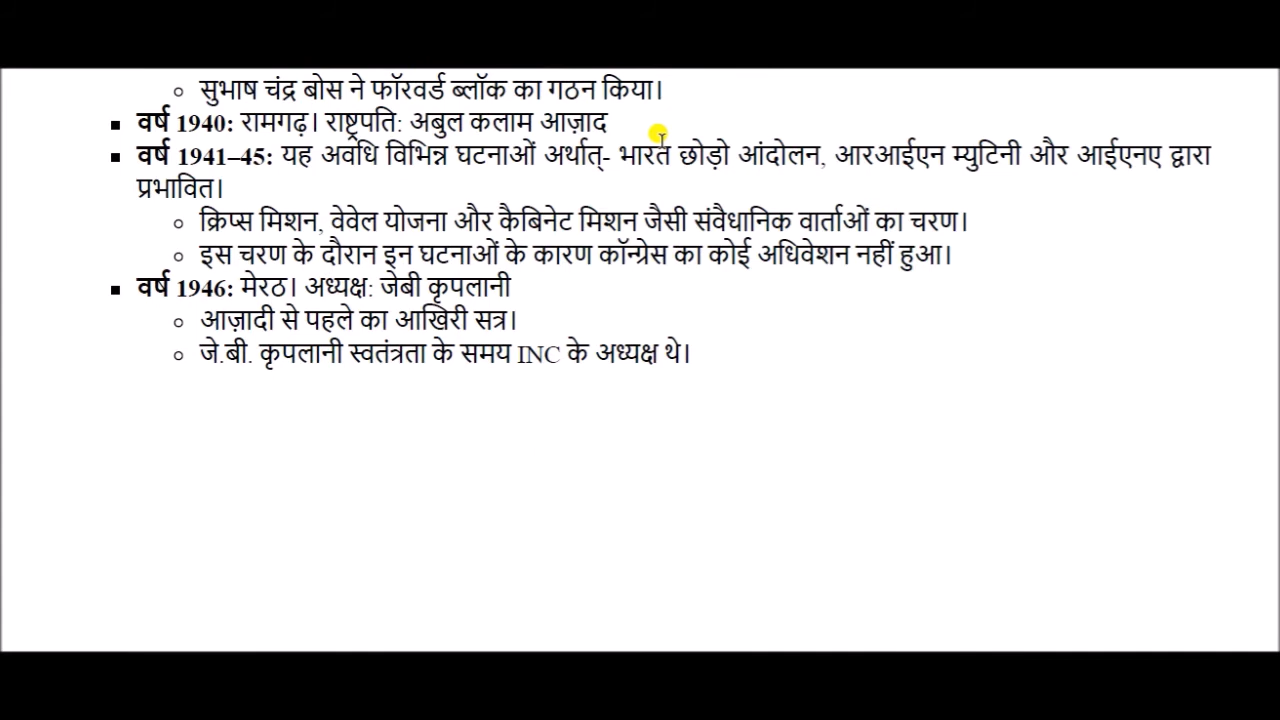 ○ सुभाष चंद्र बोस ने फॉरवर्ड ब्लॉक का गठन किया।
▪ वर्ष 1940: रामगढ़। राष्ट्रपति: अबुल कलाम आज़ाद
▪ वर्ष 1941–45: यह अवधि विभिन्न घटनाओं अर्थात्- भारत छोड़ो आंदोलन, आरआईएन म्युटिनी और आईएनए द्वारा
प्रभावित।
○ क्रिप्स मिशन, वेवेल योजना और कैबिनेट मिशन जैसी संवैधानिक वार्ताओं का चरण।
○ इस चरण के दौरान इन घटनाओं के कारण कॉन्ग्रेस का कोई अधिवेशन नहीं हुआ।
▪ वर्ष 1946: मेरठ। अध्यक्ष: जेबी कृपलानी
○ आज़ादी से पहले का आखिरी सत्र।
○ जे.बी. कृपलानी स्वतंत्रता के समय INC के अध्यक्ष थे।